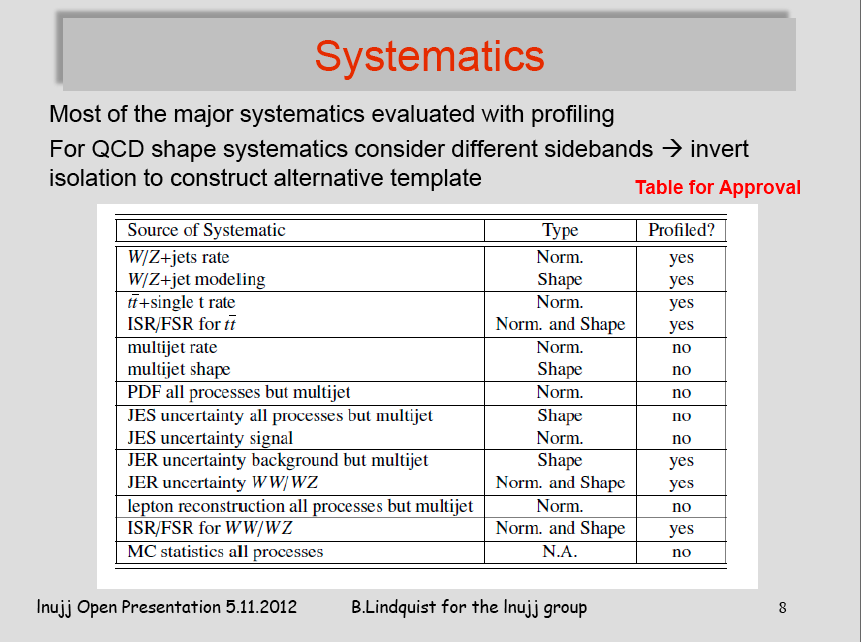 Systematics
Most of the major systematics evaluated with profiling
For QCD shape systematics consider different sidebands → invert
isolation to construct alternative template
Table for Approval
Source of Systematic Type Profiled?
W/Z+jets rate Norm. yes
W/Z+jet modeling Shape yes
tt̄+single t rate Norm. yes
ISR/FSR for tt̄ Norm. and Shape yes
multijet rate Norm. no
multijet shape Shape no
PDF all processes but multijet Norm. no
JES uncertainty all processes but multijet Shape no
JES uncertainty signal Norm. no
JER uncertainty background but multijet Shape yes
JER uncertainty WW/WZ Norm. and Shape yes
lepton reconstruction all processes but multijet Norm. no
ISR/FSR for WW/WZ Norm. and Shape yes
MC statistics all processes N.A. no
lnujj Open Presentation 5.11.2012 B.Lindquist for the lnujj group 8